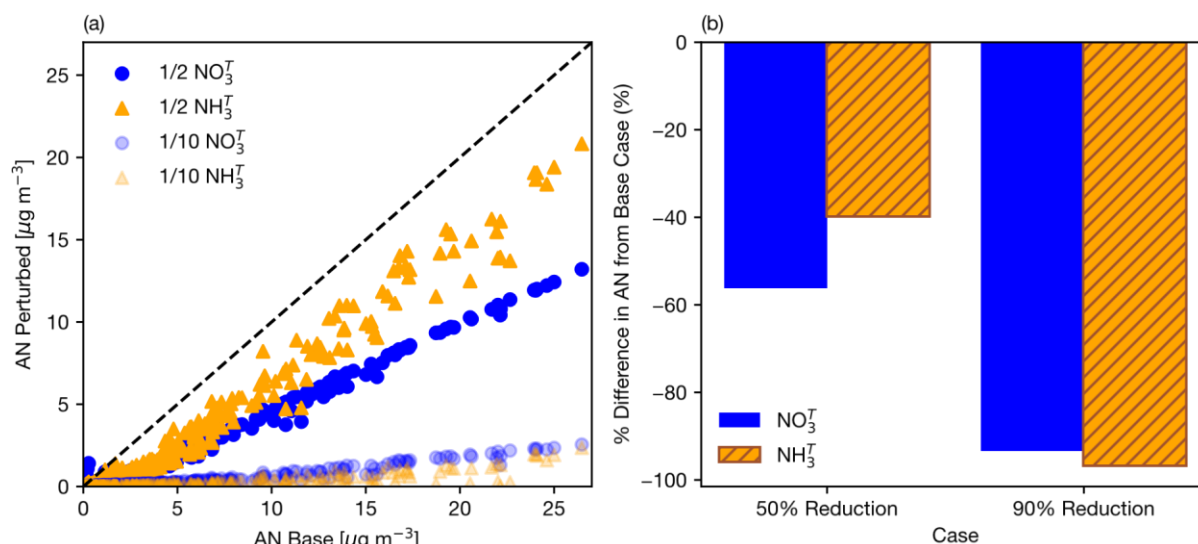 (a)
AN Perturbed [μg m⁻³]
25
20
15
10
5
0
1/2 NO₃ᵀ
1/2 NH₃ᵀ
1/10 NO₃ᵀ
1/10 NH₃ᵀ
0 5 10 15 20 25
AN Base [μg m⁻³]
(b)
% Difference in AN from Base Case (%)
0
−20
−40
−60
−80
−100
NO₃ᵀ
NH₃ᵀ
50% Reduction 90% Reduction
Case